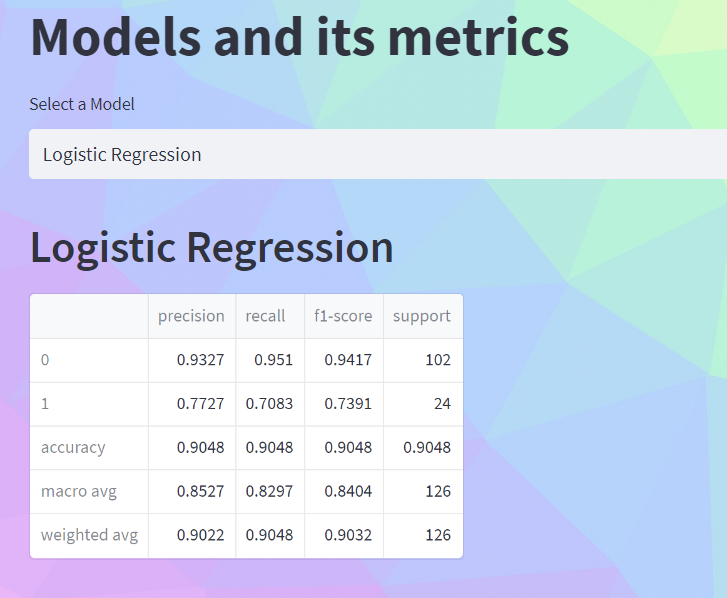 Models and its metrics
Select a Model
Logistic Regression
Logistic Regression
precision recall f1-score support
0 0.9327 0.951 0.9417 102
1 0.7727 0.7083 0.7391 24
accuracy 0.9048 0.9048 0.9048 0.9048
macro avg 0.8527 0.8297 0.8404 126
weighted avg 0.9022 0.9048 0.9032 126